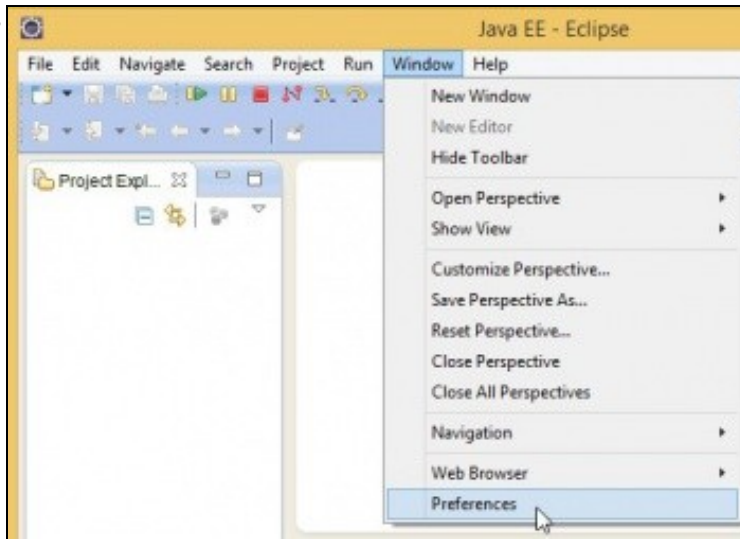 Java EE - Eclipse
File Edit Navigate Search Project Run Window Help
New Window
New Editor
Hide Toolbar
Project Expl...
Open Perspective
Show View
Customize Perspective...
Save Perspective As...
Reset Perspective...
Close Perspective
Close All Perspectives
Navigation
Web Browser
Preferences